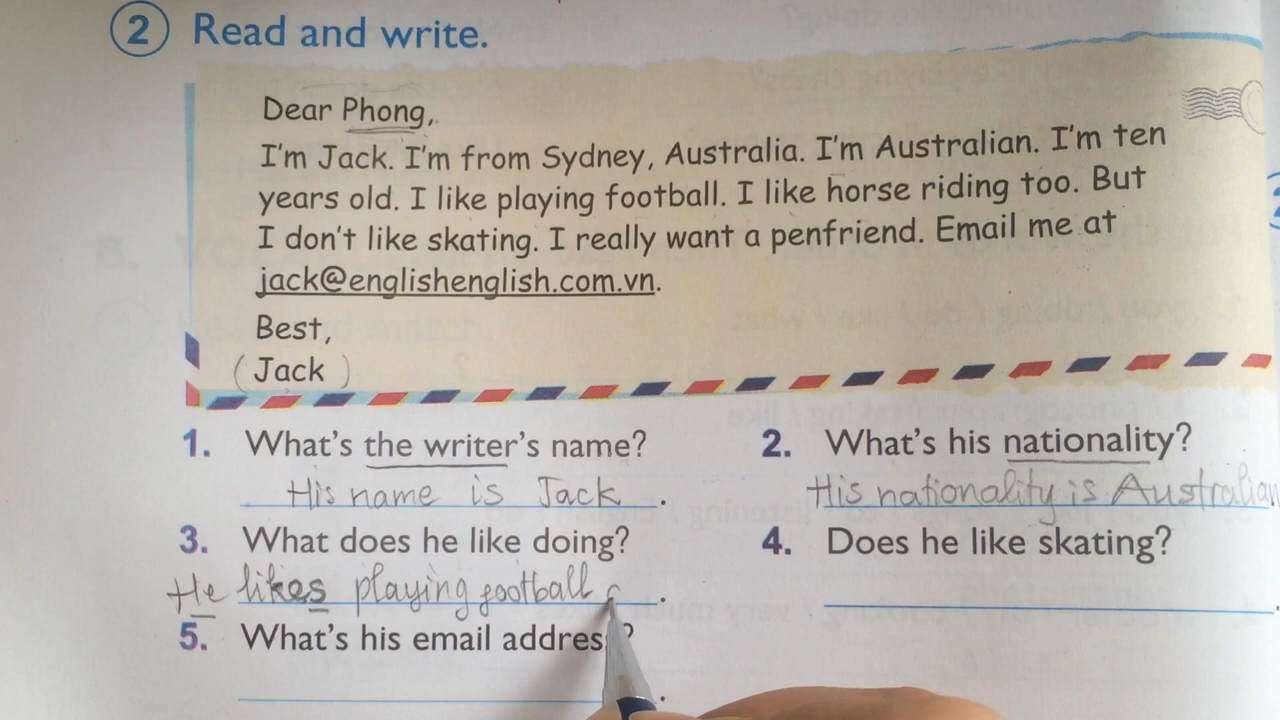 2 Read and write.
Dear Phong,
I'm Jack. I'm from Sydney, Australia. I'm Australian. I'm ten
years old. I like playing football. I like horse riding too. But
I don't like skating. I really want a penfriend. Email me at
jack@englishenglish.com.vn.
Best,
(Jack)
1. What's the writer's name?
His name is Jack.
2. What's his nationality?
His nationality is Australian
3. What does he like doing?
He likes playing football
4. Does he like skating?
5. What's his email address?